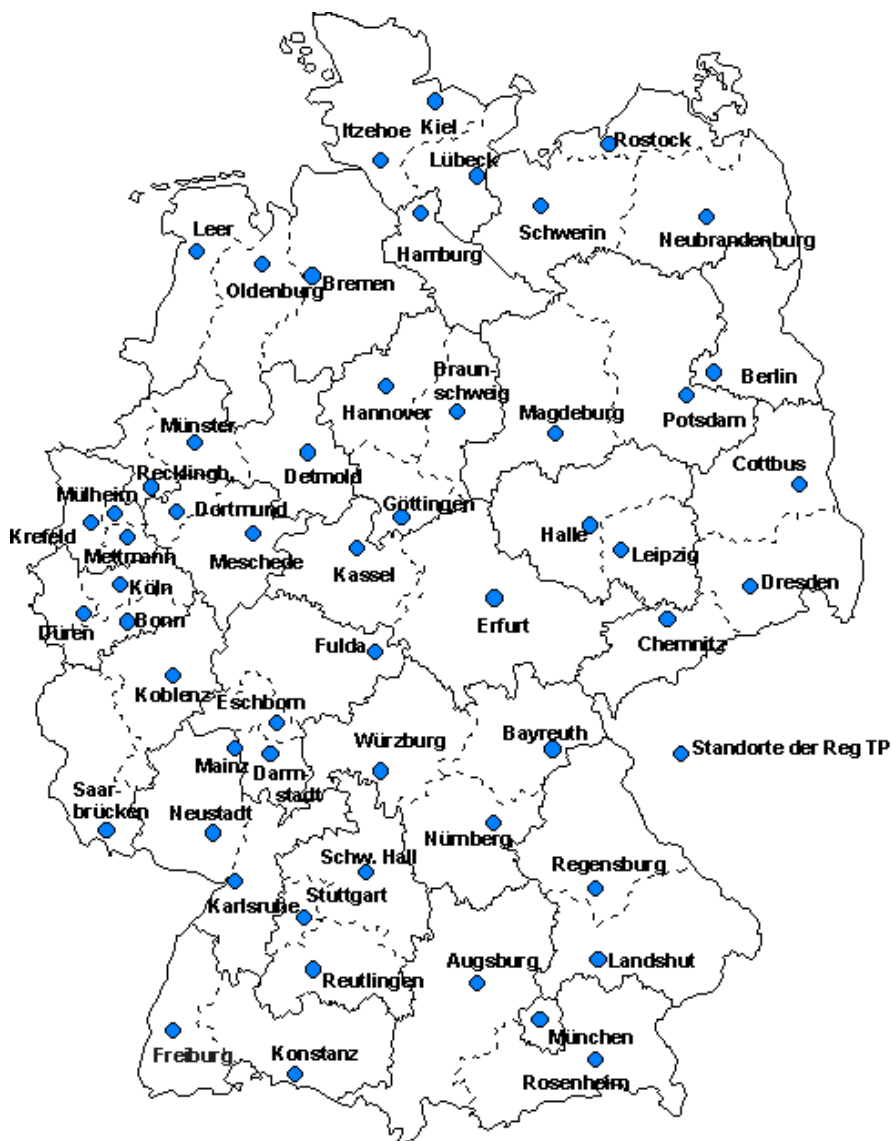 Kiel
Itzehoe
Rostock
Lübeck
Schwerin
Neubrandenburg
Leer
Hamburg
Oldenburg
Bremen
Braun-
schweig
Berlin
Hannover
Magdeburg
Potsdam
Münster
Detmold
Cottbus
Recklingh.
Mülheim
Dortmund
Göttingen
Krefeld
Halle
Mettmann
Meschede
Kassel
Leipzig
Köln
Dresden
Düren
Bonn
Erfurt
Chemnitz
Fulda
Koblenz
Eschborn
Würzburg
Bayreuth
Standorte der Reg TP
Mainz
Darm-
stadt
Saar-
brücken
Neustadt
Nürnberg
Schw. Hall
Regensburg
Karlsruhe
Stuttgart
Augsburg
Landshut
Reutlingen
München
Freiburg
Konstanz
Rosenheim